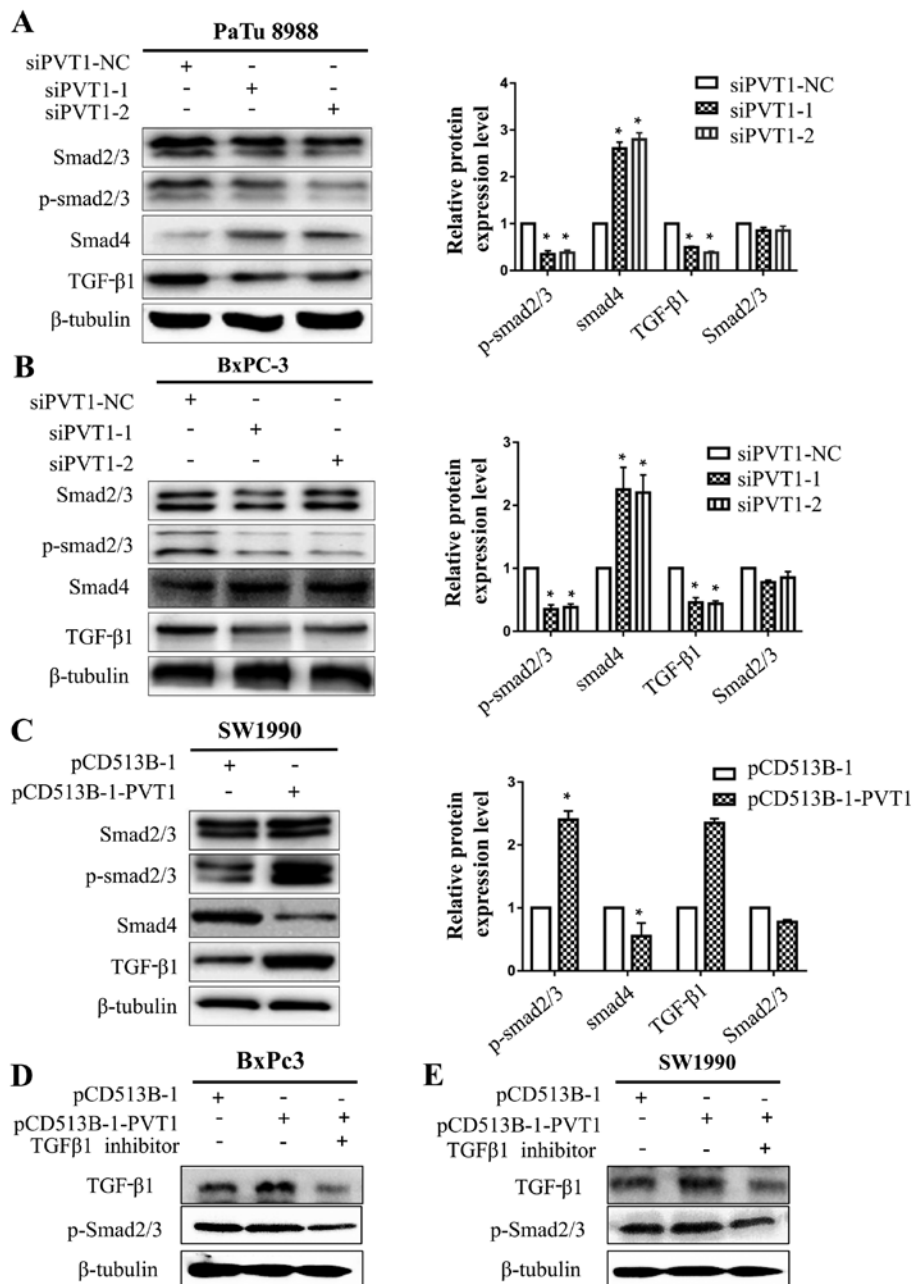 A
PaTu 8988
siPVT1-NC + - -
siPVT1-1 - + -
siPVT1-2 - - +
Smad2/3
p-smad2/3
Smad4
TGF-β1
β-tubulin
Relative protein
expression level
4
3
2
1
0
* * * * * *
siPVT1-NC
siPVT1-1
siPVT1-2
p-smad2/3
smad4
TGF-β1
Smad2/3
B
BxPC-3
siPVT1-NC + - -
siPVT1-1 - + -
siPVT1-2 - - +
Smad2/3
p-smad2/3
Smad4
TGF-β1
β-tubulin
Relative protein
expression level
3
2
1
0
* * * * * *
siPVT1-NC
siPVT1-1
siPVT1-2
p-smad2/3
smad4
TGF-β1
Smad2/3
C
SW1990
pCD513B-1 + -
pCD513B-1-PVT1 - +
Smad2/3
p-smad2/3
Smad4
TGF-β1
β-tubulin
Relative protein
expression level
3
2
1
0
* *
pCD513B-1
pCD513B-1-PVT1
p-smad2/3
smad4
TGF-β1
Smad2/3
D
BxPc3
pCD513B-1 + - -
pCD513B-1-PVT1 - + +
TGFβ1 inhibitor - - +
TGF-β1
p-Smad2/3
β-tubulin
E
SW1990
pCD513B-1 + - -
pCD513B-1-PVT1 - + +
TGFβ1 inhibitor - - +
TGF-β1
p-Smad2/3
β-tubulin